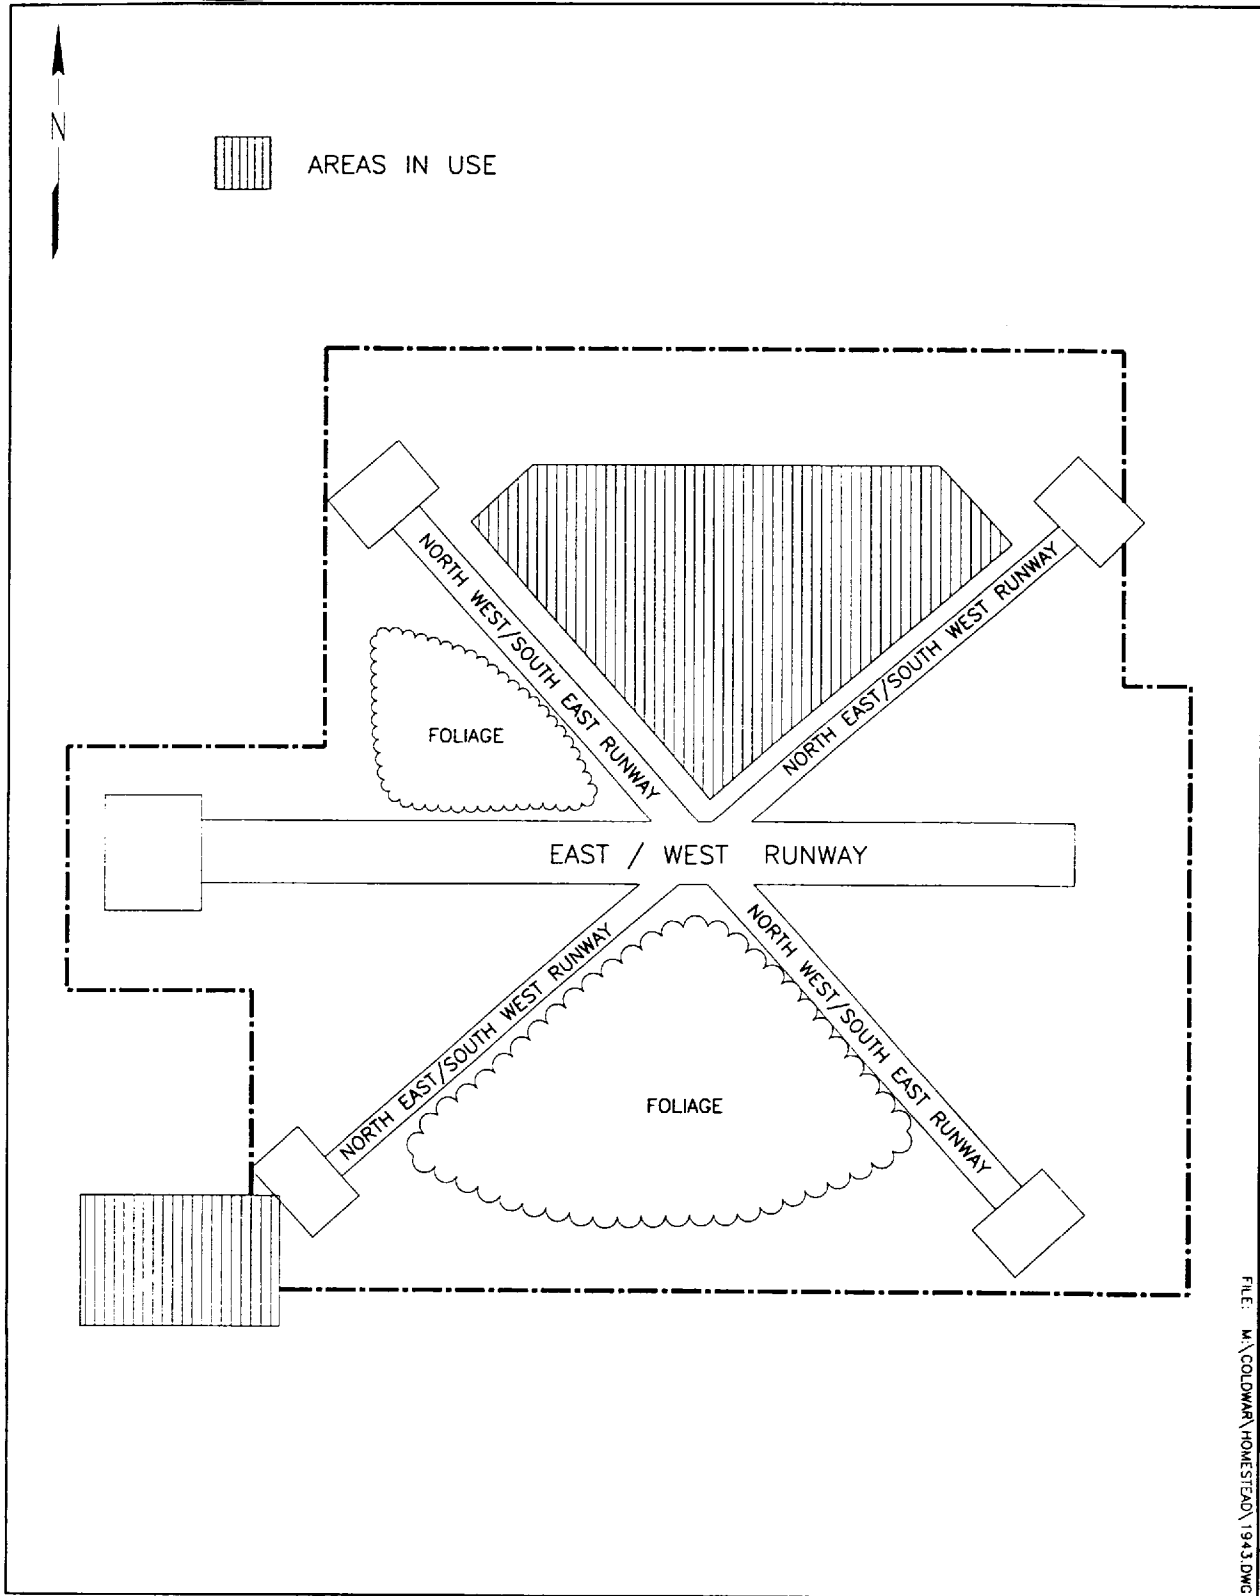 N
AREAS IN USE
NORTH WEST/SOUTH EAST RUNWAY
NORTH EAST/SOUTH WEST RUNWAY
FOLIAGE
EAST / WEST RUNWAY
NORTH EAST/SOUTH WEST RUNWAY
NORTH WEST/SOUTH EAST RUNWAY
FOLIAGE
FILE: M:\COLDWAR\HOMESTEAD\1943.DWG